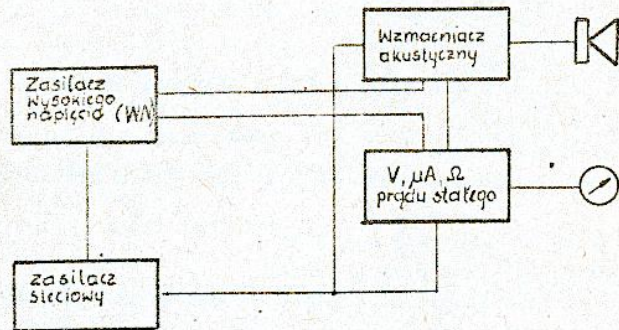 Wzmacniacz
akustyczny
Zasilacz
wysokiego
napięcia (WN)
V, μA, Ω
prądu stałego
zasilacz
sieciowy